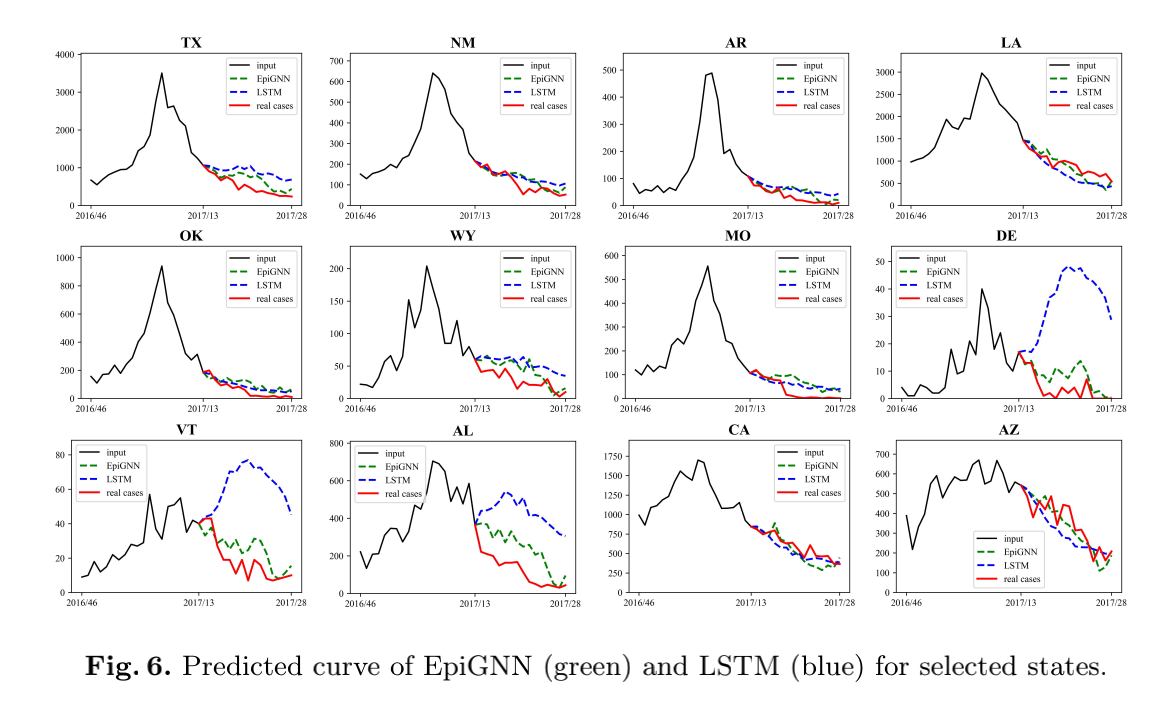 TX
4000
3000
2000
1000
0
2016/46
2017/13
2017/28
input
EpiGNN
LSTM
real cases
NM
700
600
500
400
300
200
100
0
2016/46
2017/13
2017/28
input
EpiGNN
LSTM
real cases
AR
500
400
300
200
100
0
2016/46
2017/13
2017/28
input
EpiGNN
LSTM
real cases
LA
3000
2500
2000
1500
1000
500
0
2016/46
2017/13
2017/28
input
EpiGNN
LSTM
real cases
OK
1000
800
600
400
200
0
2016/46
2017/13
2017/28
input
EpiGNN
LSTM
real cases
WY
200
150
100
50
0
2016/46
2017/13
2017/28
input
EpiGNN
LSTM
real cases
MO
600
500
400
300
200
100
0
2016/46
2017/13
2017/28
input
EpiGNN
LSTM
real cases
DE
50
40
30
20
10
0
2016/46
2017/13
2017/28
input
EpiGNN
LSTM
real cases
VT
80
60
40
20
0
2016/46
2017/13
2017/28
input
EpiGNN
LSTM
real cases
AL
800
600
400
200
0
2016/46
2017/13
2017/28
input
EpiGNN
LSTM
real cases
CA
1750
1500
1250
1000
750
500
250
0
2016/46
2017/13
2017/28
input
EpiGNN
LSTM
real cases
AZ
700
600
500
400
300
200
100
0
2016/46
2017/13
2017/28
input
EpiGNN
LSTM
real cases
Fig. 6. Predicted curve of EpiGNN (green) and LSTM (blue) for selected states.